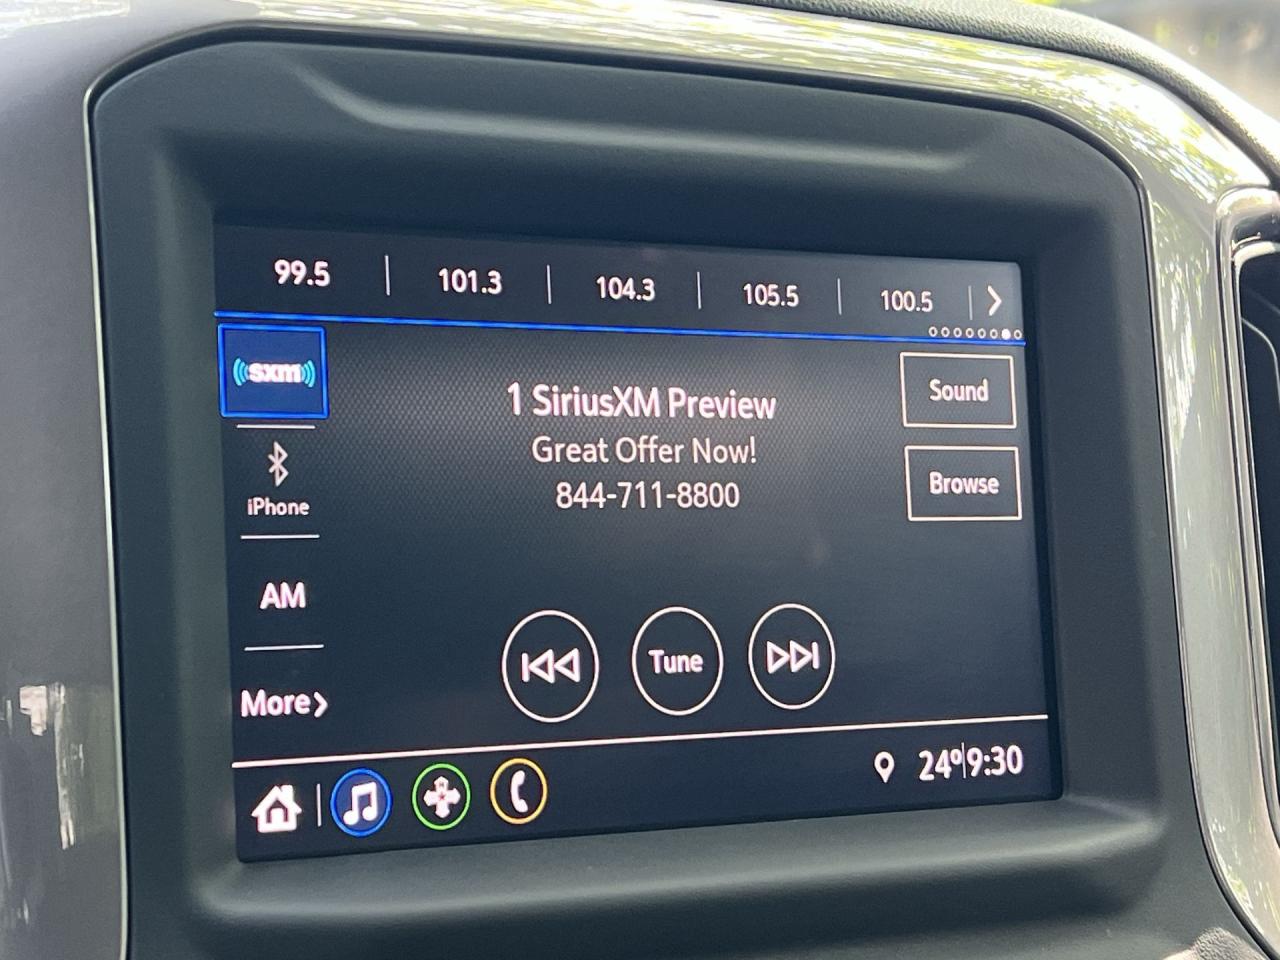 99.5 101.3 104.3 105.5 100.5
sxm
1 SiriusXM Preview
Great Offer Now!
844-711-8800
Sound
Browse
iPhone
AM
More
Tune
24° 9:30